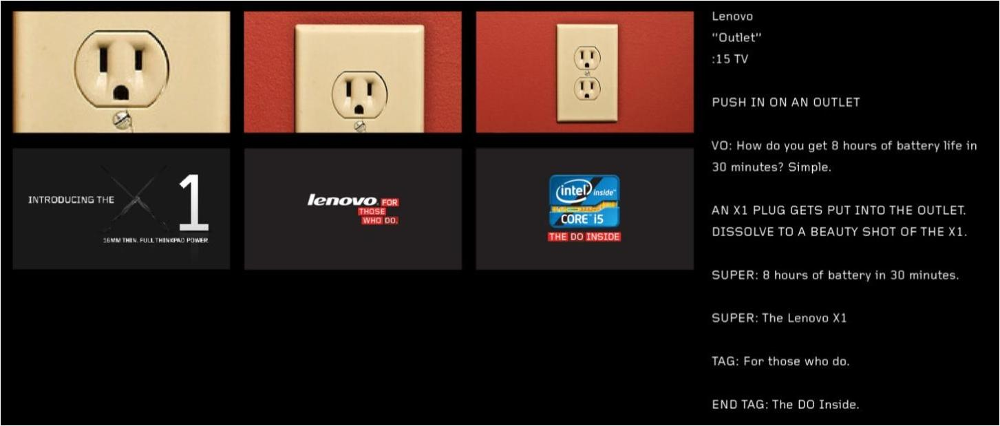 INTRODUCING THE X1
16MM THIN. FULL THINKPAD POWER.
lenovo FOR
THOSE
WHO DO.
intel inside™
CORE™ i5
THE DO INSIDE
Lenovo
"Outlet"
:15 TV
PUSH IN ON AN OUTLET
VO: How do you get 8 hours of battery life in
30 minutes? Simple.
AN X1 PLUG GETS PUT INTO THE OUTLET.
DISSOLVE TO A BEAUTY SHOT OF THE X1.
SUPER: 8 hours of battery in 30 minutes.
SUPER: The Lenovo X1
TAG: For those who do.
END TAG: The DO Inside.